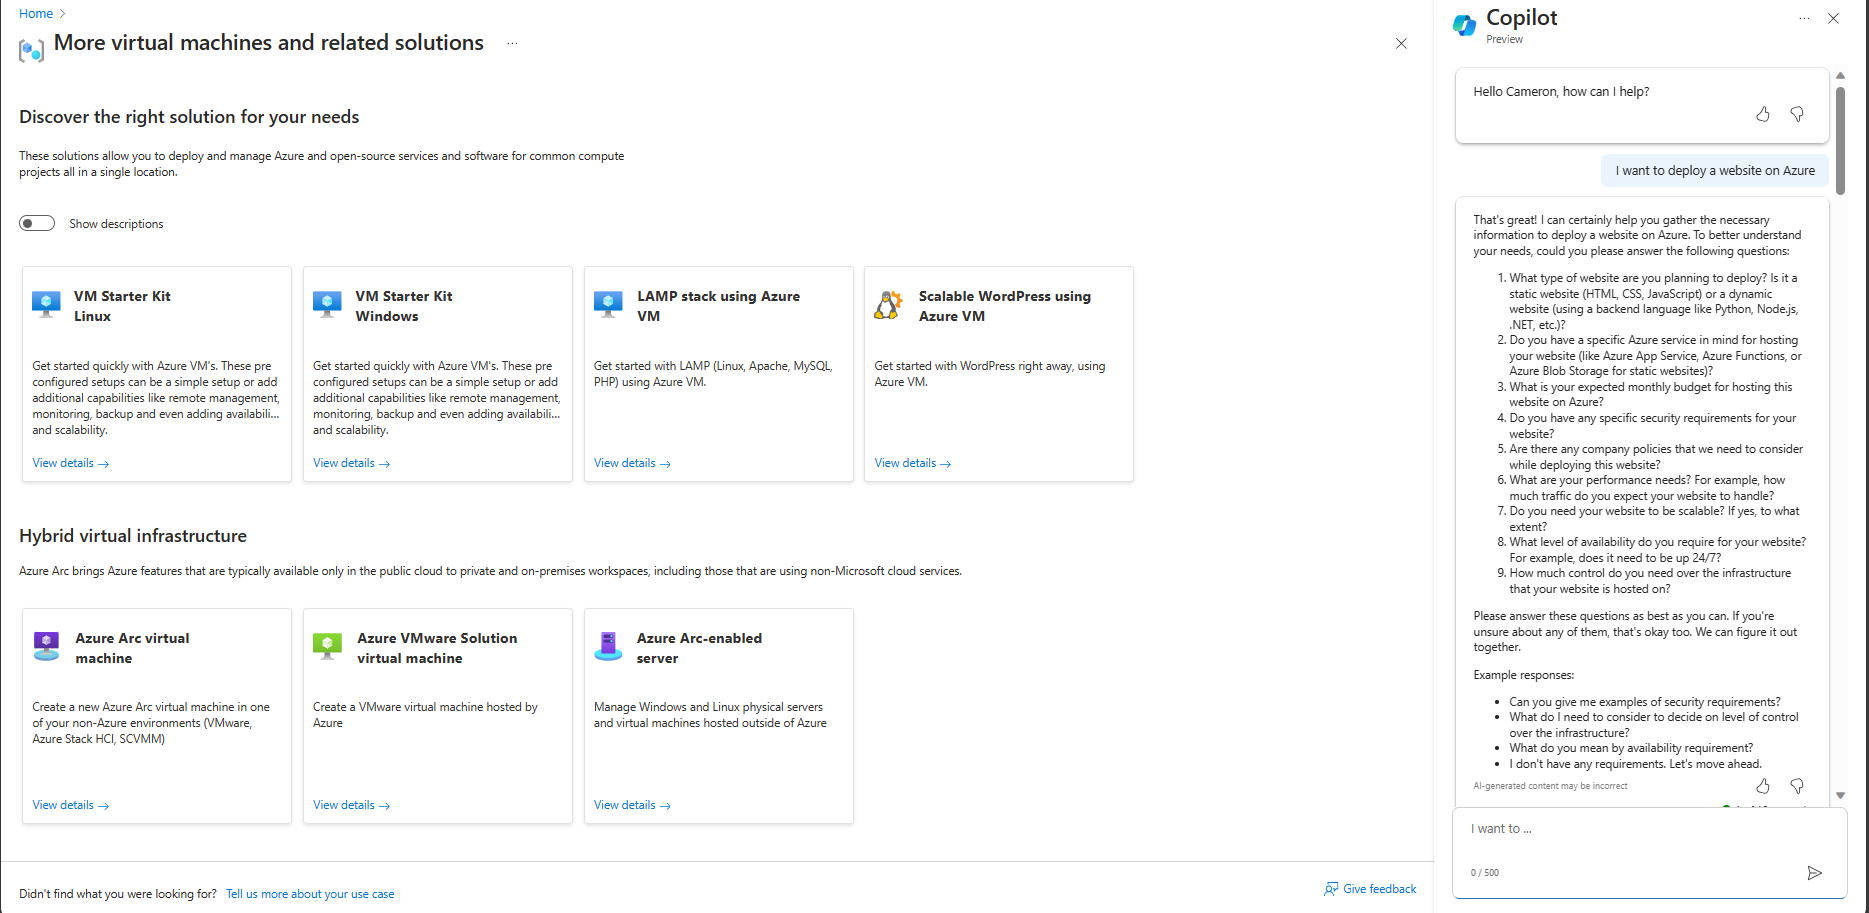 Home >
More virtual machines and related solutions ...
Discover the right solution for your needs
These solutions allow you to deploy and manage Azure and open-source services and software for common compute
projects all in a single location.
Show descriptions
VM Starter Kit
Linux
Get started quickly with Azure VM's. These pre
configured setups can be a simple setup or add
additional capabilities like remote management,
monitoring, backup and even adding availabili...
and scalability.
View details →
VM Starter Kit
Windows
Get started quickly with Azure VM's. These pre
configured setups can be a simple setup or add
additional capabilities like remote management,
monitoring, backup and even adding availabili...
and scalability.
View details →
LAMP stack using Azure
VM
Get started with LAMP (Linux, Apache, MySQL,
PHP) using Azure VM.
View details →
Scalable WordPress using
Azure VM
Get started with WordPress right away, using
Azure VM.
View details →
Hybrid virtual infrastructure
Azure Arc brings Azure features that are typically available only in the public cloud to private and on-premises workspaces, including those that are using non-Microsoft cloud services.
Azure Arc virtual
machine
Create a new Azure Arc virtual machine in one
of your non-Azure environments (VMware,
Azure Stack HCI, SCVMM)
View details →
Azure VMware Solution
virtual machine
Create a VMware virtual machine hosted by
Azure
View details →
Azure Arc-enabled
server
Manage Windows and Linux physical servers
and virtual machines hosted outside of Azure
View details →
Didn't find what you were looking for? Tell us more about your use case
Give feedback
Copilot
Preview
Hello Cameron, how can I help?
I want to deploy a website on Azure
That's great! I can certainly help you gather the necessary
information to deploy a website on Azure. To better understand
your needs, could you please answer the following questions:
1. What type of website are you planning to deploy? Is it a
static website (HTML, CSS, JavaScript) or a dynamic
website (using a backend language like Python, Node.js,
.NET, etc.)?
2. Do you have a specific Azure service in mind for hosting
your website (like Azure App Service, Azure Functions, or
Azure Blob Storage for static websites)?
3. What is your expected monthly budget for hosting this
website on Azure?
4. Do you have any specific security requirements for your
website?
5. Are there any company policies that we need to consider
while deploying this website?
6. What are your performance needs? For example, how
much traffic do you expect your website to handle?
7. Do you need your website to be scalable? If yes, to what
extent?
8. What level of availability do you require for your website?
For example, does it need to be up 24/7?
9. How much control do you need over the infrastructure
that your website is hosted on?
Please answer these questions as best as you can. If you're
unsure about any of them, that's okay too. We can figure it out
together.
Example responses:
• Can you give me examples of security requirements?
• What do I need to consider to decide on level of control
over the infrastructure?
• What do you mean by availability requirement?
• I don't have any requirements. Let's move ahead.
AI-generated content may be incorrect
I want to ...
0 / 500